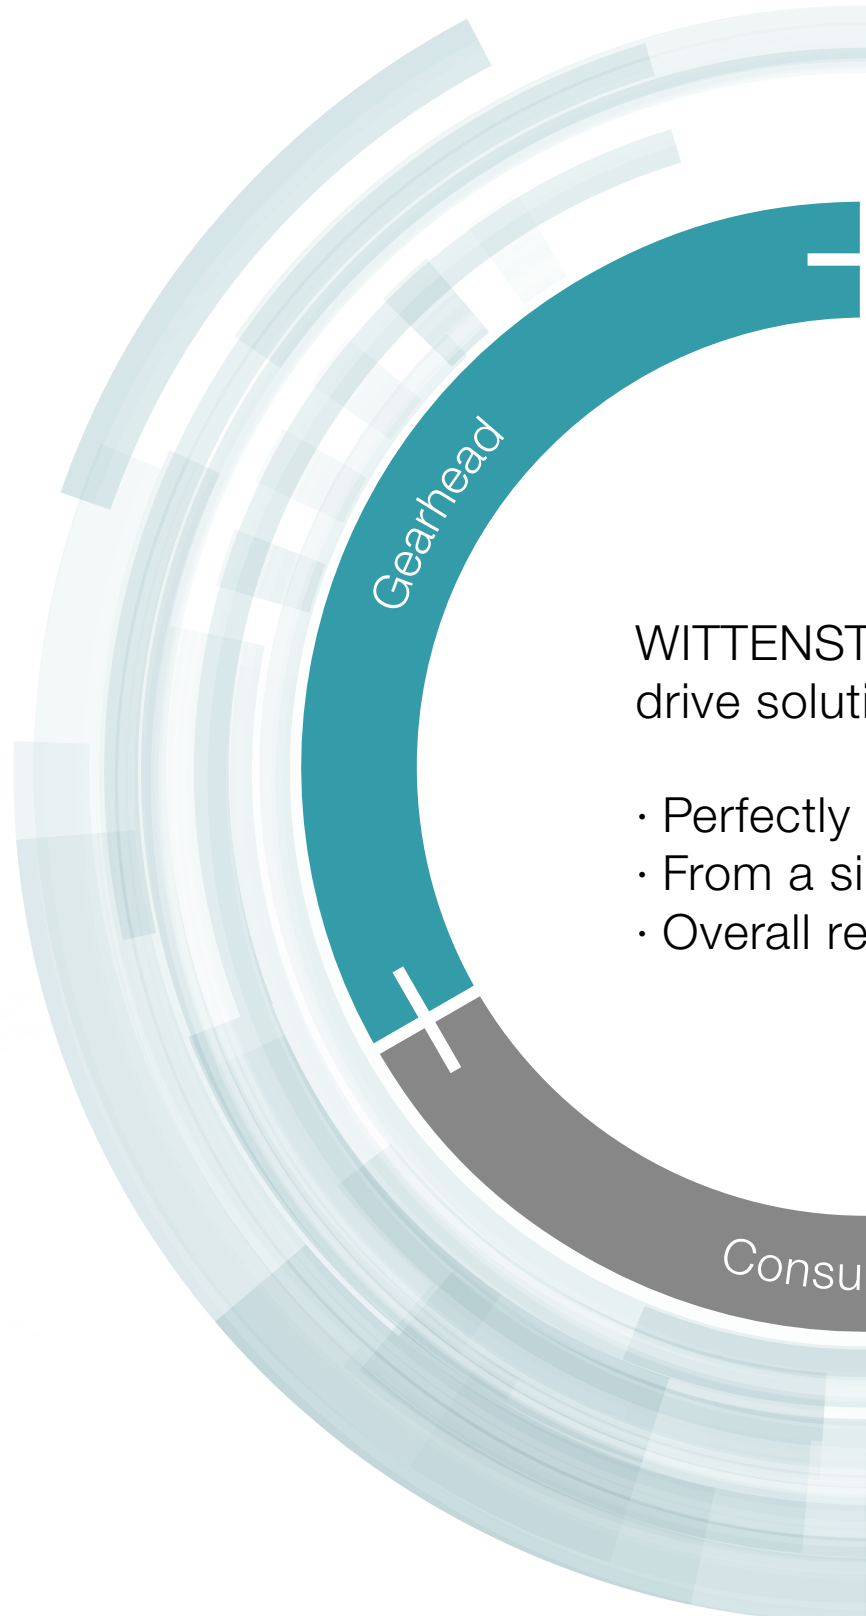 Gearhead
WITTENST
drive soluti
· Perfectly
· From a si
· Overall re
Consu